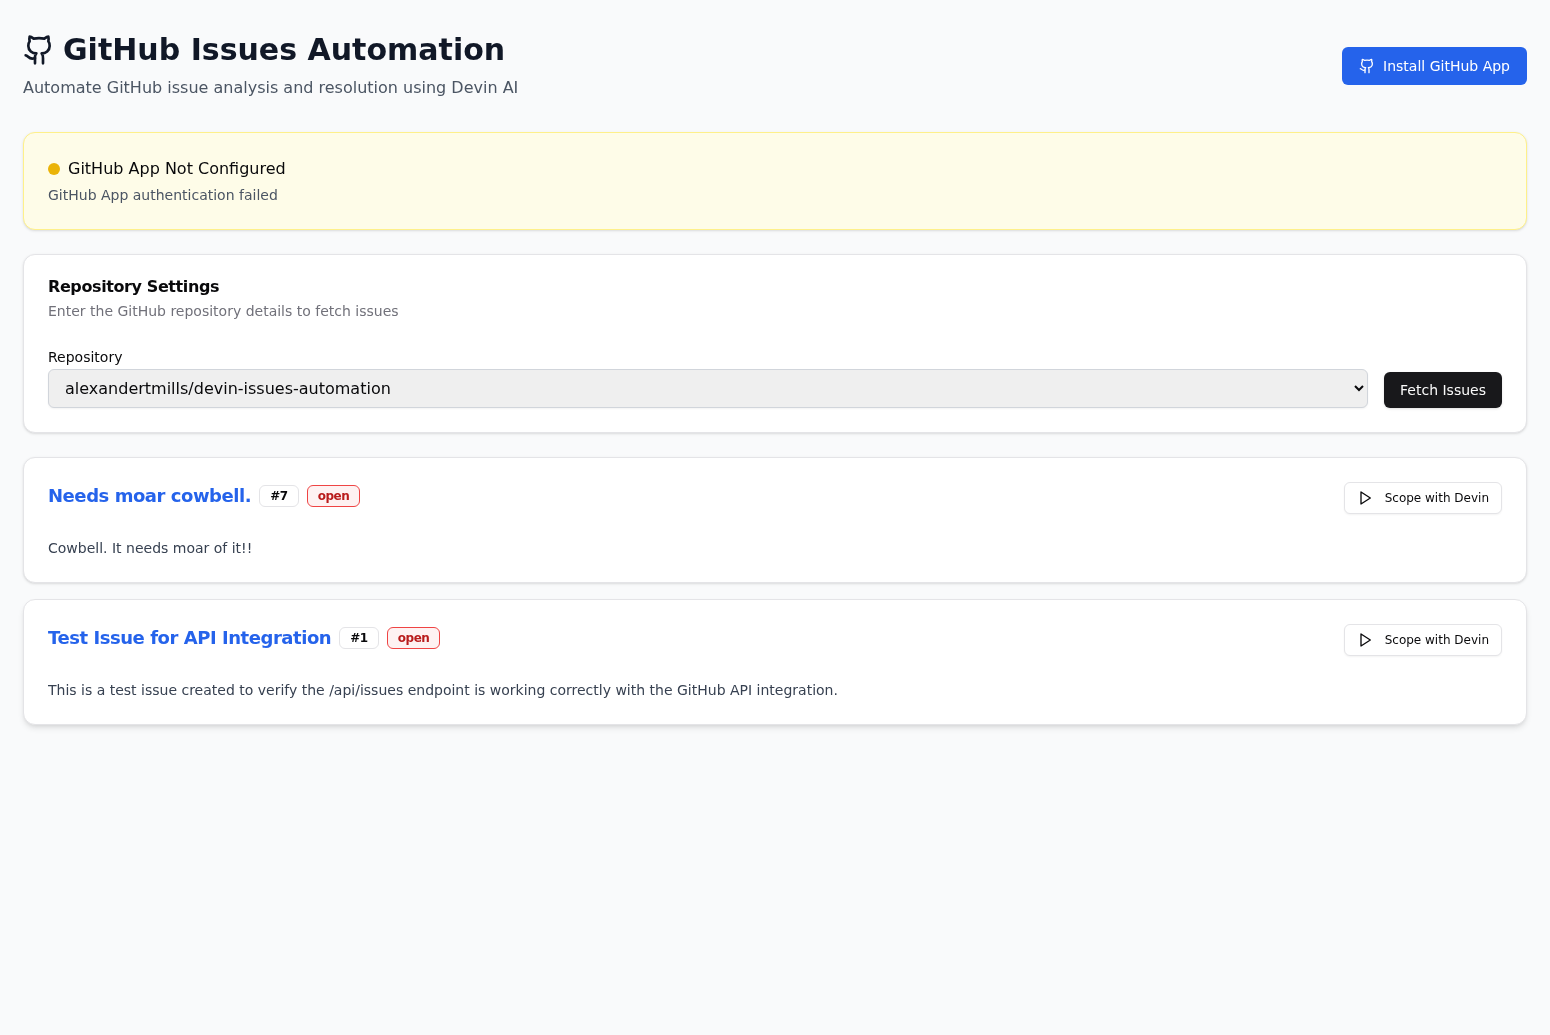 GitHub Issues Automation
Automate GitHub issue analysis and resolution using Devin AI
Install GitHub App
GitHub App Not Configured
GitHub App authentication failed
Repository Settings
Enter the GitHub repository details to fetch issues
Repository
alexandertmills/devin-issues-automation
Fetch Issues
Needs moar cowbell. #7 open
Scope with Devin
Cowbell. It needs moar of it!!
Test Issue for API Integration #1 open
Scope with Devin
This is a test issue created to verify the /api/issues endpoint is working correctly with the GitHub API integration.